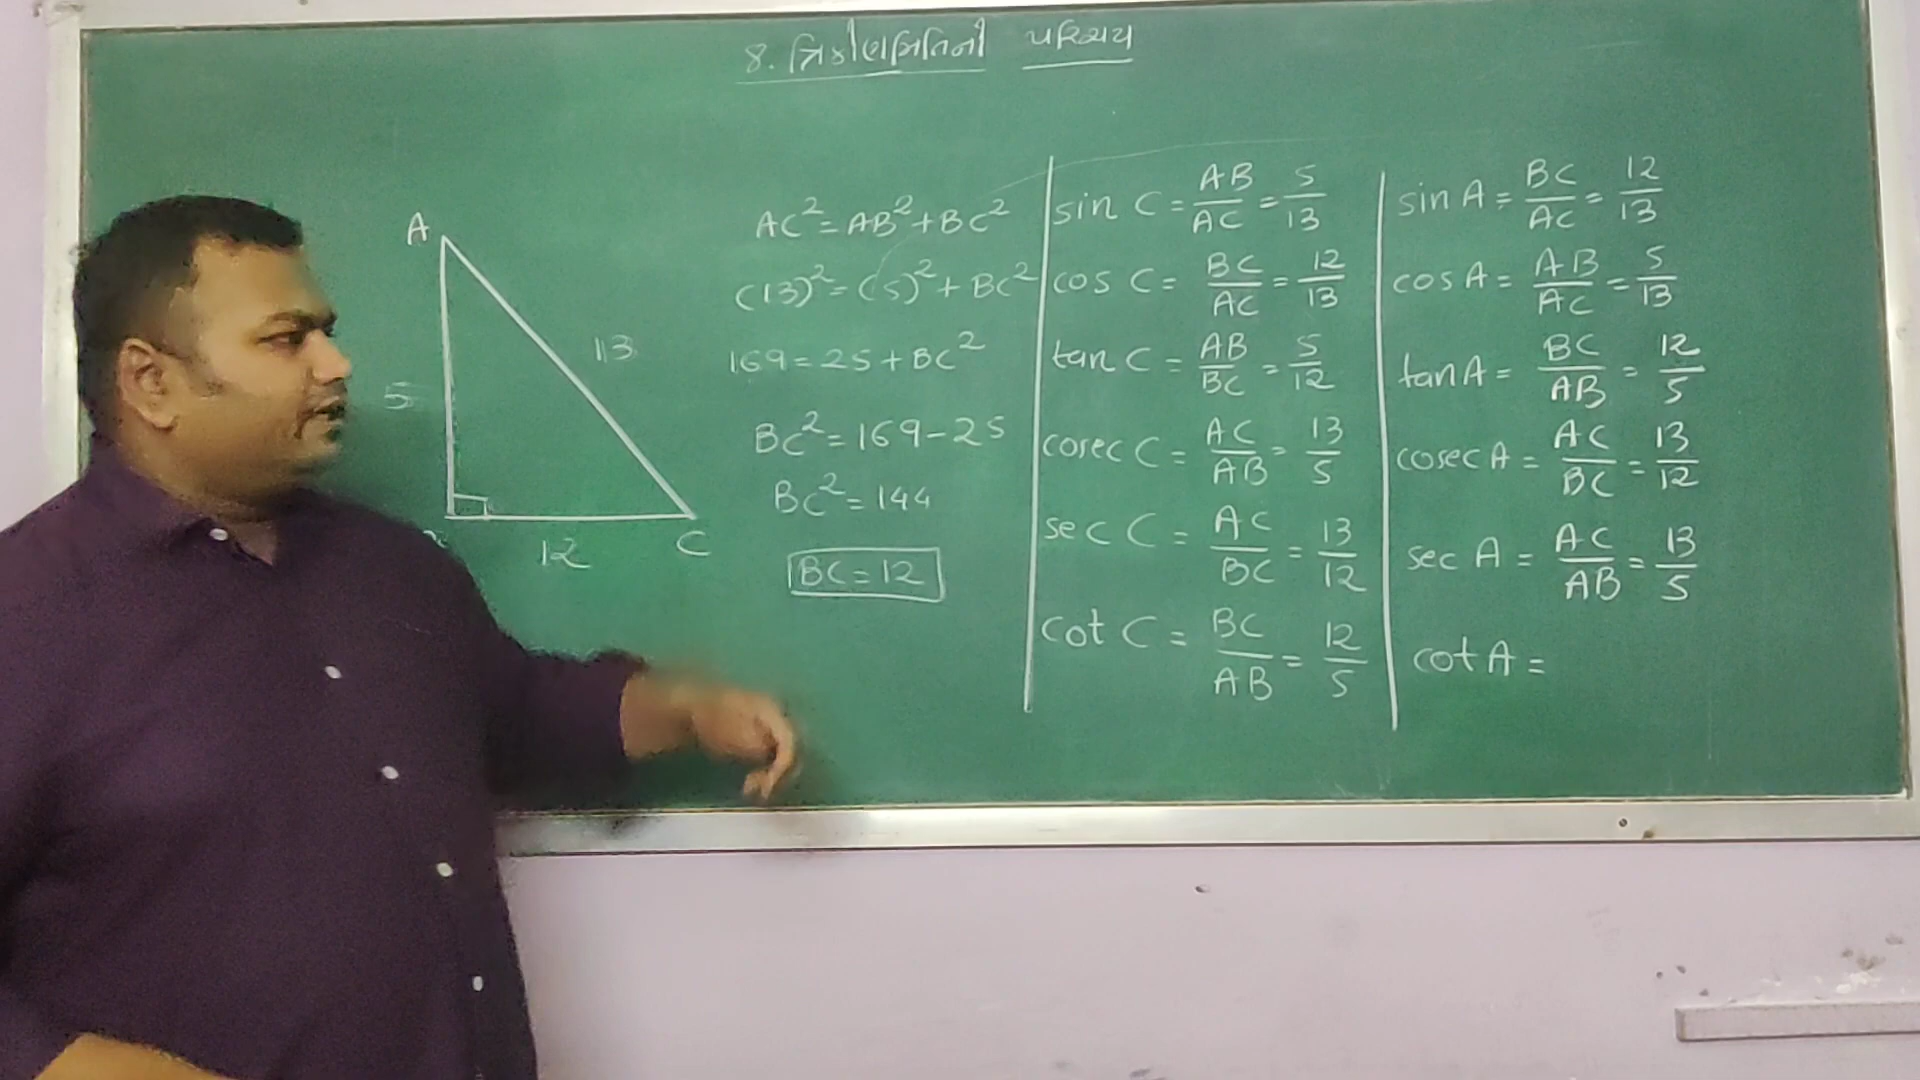 8. ત્રિકોણમિતિનો પરિચય
A
5
13
12
C
AC² = AB² + BC²
(13)² = (5)² + BC²
169 = 25 + BC²
BC² = 169 - 25
BC² = 144
BC = 12
sin C = AB/AC = 5/13
cos C = BC/AC = 12/13
tan C = AB/BC = 5/12
cosec C = AC/AB = 13/5
sec C = AC/BC = 13/12
cot C = BC/AB = 12/5
sin A = BC/AC = 12/13
cos A = AB/AC = 5/13
tan A = BC/AB = 12/5
cosec A = AC/BC = 13/12
sec A = AC/AB = 13/5
cot A =